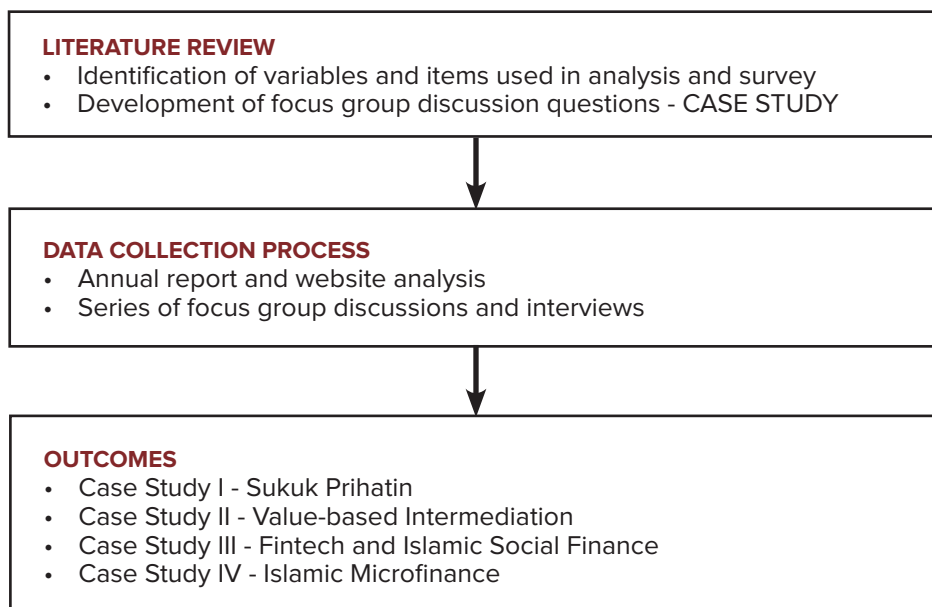 LITERATURE REVIEW
• Identification of variables and items used in analysis and survey
• Development of focus group discussion questions - CASE STUDY
DATA COLLECTION PROCESS
• Annual report and website analysis
• Series of focus group discussions and interviews
OUTCOMES
• Case Study I - Sukuk Prihatin
• Case Study II - Value-based Intermediation
• Case Study III - Fintech and Islamic Social Finance
• Case Study IV - Islamic Microfinance